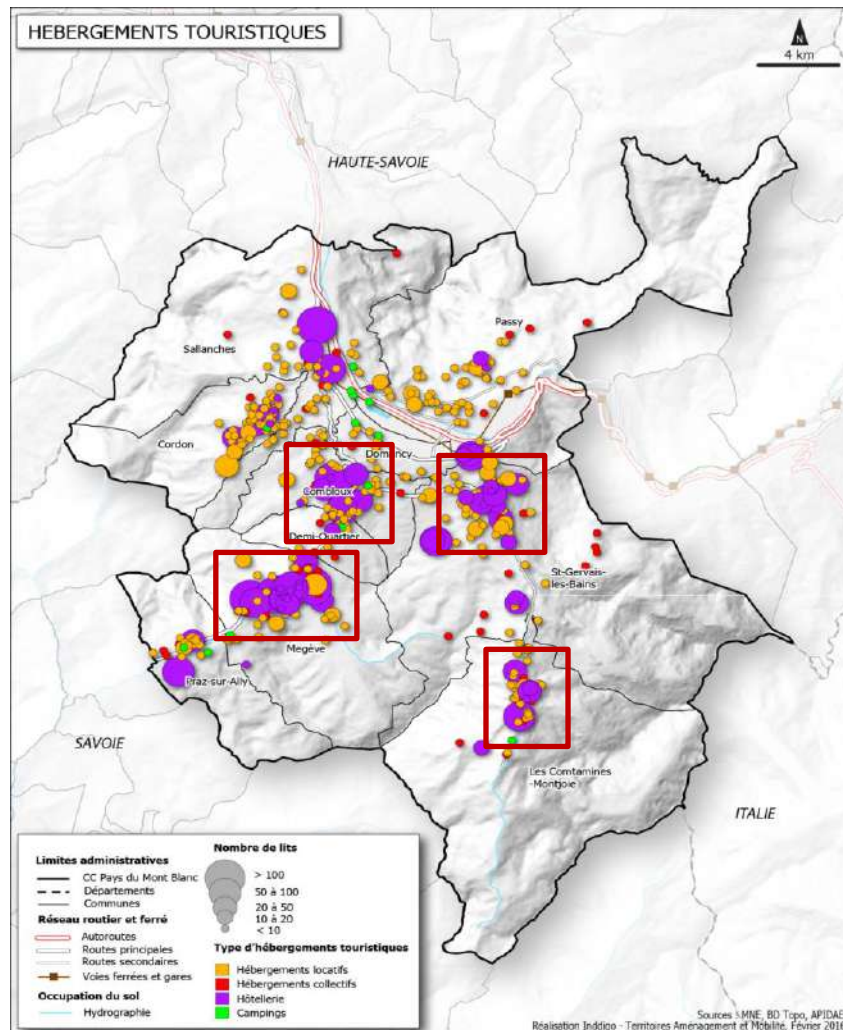 HEBERGEMENTS TOURISTIQUES
N
4 km
HAUTE-SAVOIE
Passy
Sallanches
Cordon
Domancy
Combloux
Demi-Quartier
St-Gervais
-les-Bains
Megève
Praz-sur-Arly
SAVOIE
Les Comtamines
-Montjoie
ITALIE
Limites administratives
CC Pays du Mont Blanc
Départements
Communes
Réseau routier et ferré
Autoroutes
Routes principales
Routes secondaires
Voies ferrées et gares
Occupation du sol
Hydrographie
Nombre de lits
> 100
50 à 100
20 à 50
10 à 20
< 10
Type d'hébergements touristiques
Hébergements locatifs
Hébergements collectifs
Hôtellerie
Campings
Sources : MNE, BD Topo, APIDAE
Réalisation Inddigo - Territoires Aménagement et Mobilité, Février 2016